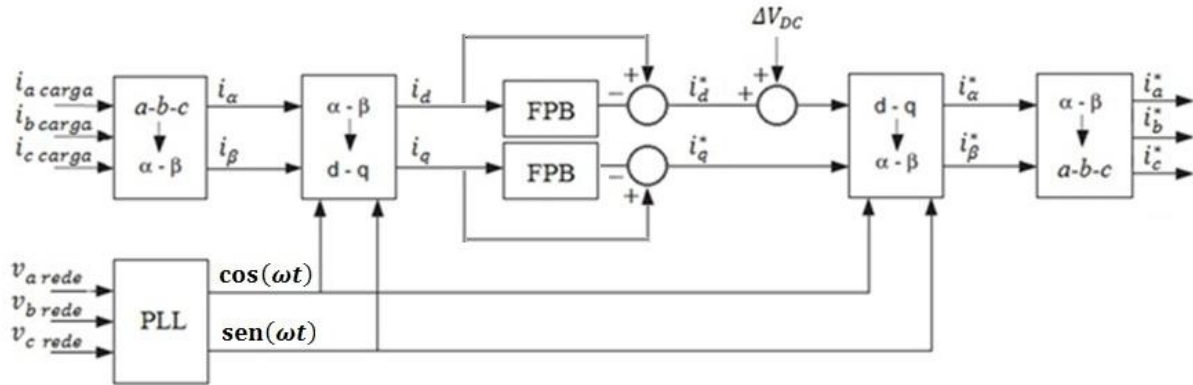 ΔV_DC
i_a carga
i_b carga
i_c carga
a-b-c
α - β
i_α
i_β
α - β
d - q
i_d
i_q
FPB
FPB
+
−
−
+
i_d^*
i_q^*
+
+
d - q
α - β
i_α^*
i_β^*
α - β
a-b-c
i_a^*
i_b^*
i_c^*
v_a rede
v_b rede
v_c rede
PLL
cos(ωt)
sen(ωt)